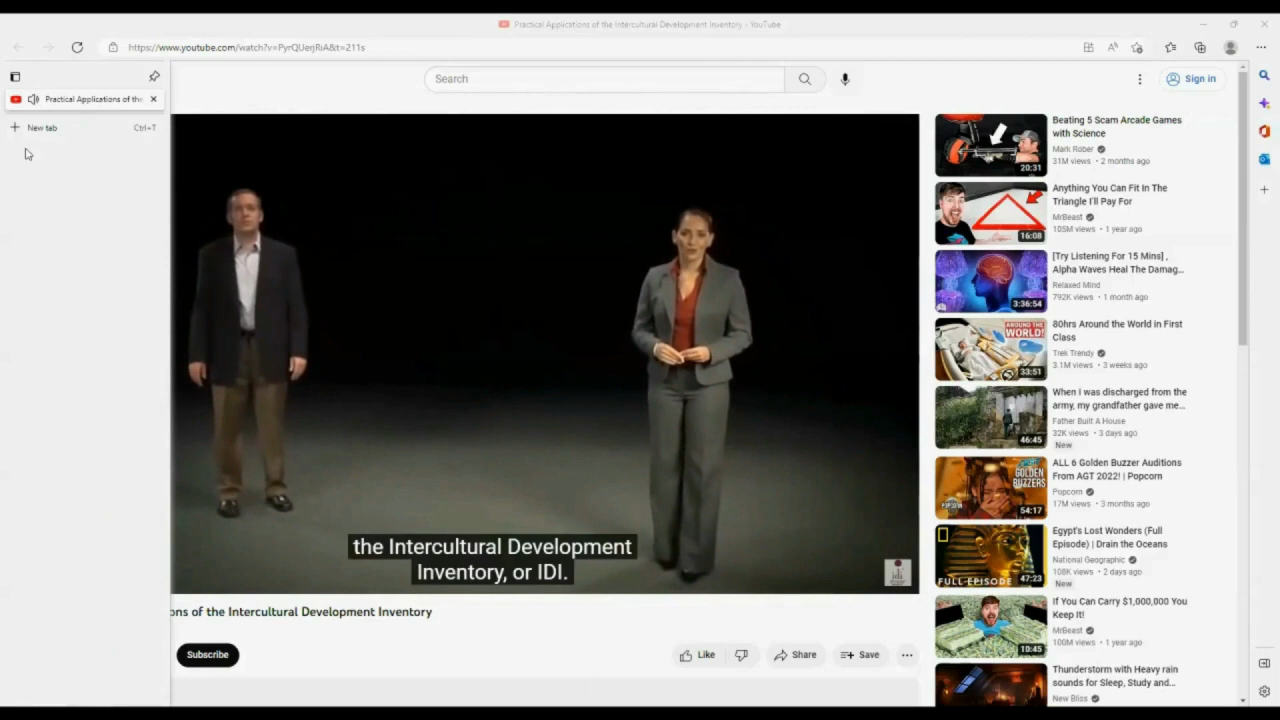 Practical Applications of the Intercultural Development Inventory - YouTube
https://www.youtube.com/watch?v=PyrQUerjRiA&t=211s
Practical Applications of the
New tab Ctrl+T
Search
Sign in
the Intercultural Development
Inventory, or IDI.
idi
ons of the Intercultural Development Inventory
Subscribe
Like
Share
Save
20:31
Beating 5 Scam Arcade Games
with Science
Mark Rober
31M views • 2 months ago
16:08
Anything You Can Fit In The
Triangle I'll Pay For
MrBeast
105M views • 1 year ago
3:36:54
[Try Listening For 15 Mins] ,
Alpha Waves Heal The Damag...
Relaxed Mind
792K views • 1 month ago
AROUND THE
WORLD!
33:51
80hrs Around the World in First
Class
Trek Trendy
3.1M views • 3 weeks ago
46:45
When I was discharged from the
army, my grandfather gave me...
Father Built A House
32K views • 3 days ago
New
GOLDEN
BUZZERS
POPCORN
54:17
ALL 6 Golden Buzzer Auditions
From AGT 2022! | Popcorn
Popcorn
17M views • 3 months ago
FULL EPISODE
47:23
Egypt's Lost Wonders (Full
Episode) | Drain the Oceans
National Geographic
108K views • 2 days ago
New
10:45
If You Can Carry $1,000,000 You
Keep It!
MrBeast
100M views • 1 year ago
Thunderstorm with Heavy rain
sounds for Sleep, Study and...
New Bliss